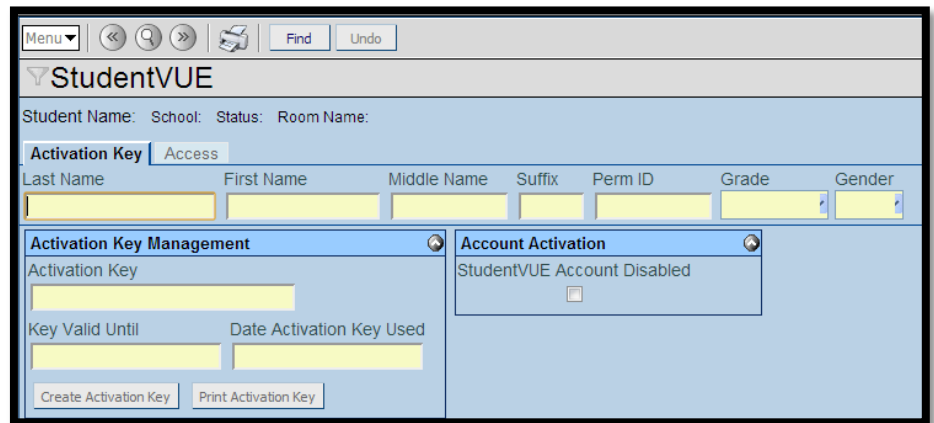 Menu Find Undo
StudentVUE
Student Name: School: Status: Room Name:
Activation Key Access
Last Name First Name Middle Name Suffix Perm ID Grade Gender
Activation Key Management
Activation Key
Key Valid Until Date Activation Key Used
Create Activation Key Print Activation Key
Account Activation
StudentVUE Account Disabled